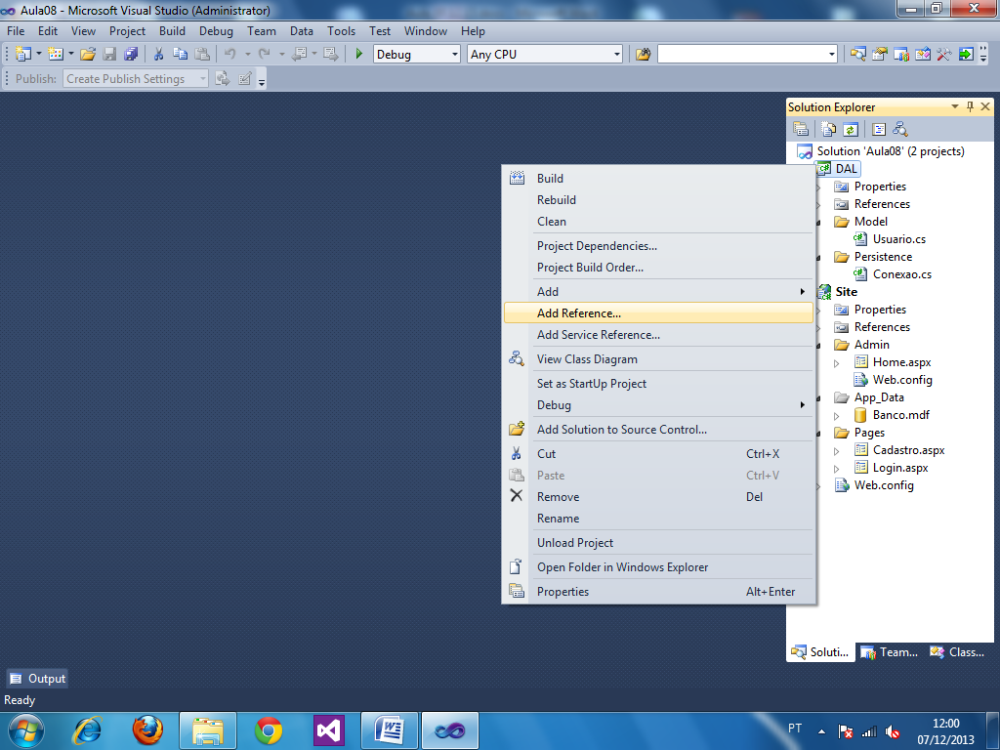 Aula08 - Microsoft Visual Studio (Administrator)
File Edit View Project Build Debug Team Data Tools Test Window Help
Debug Any CPU
Publish: Create Publish Settings
Solution Explorer
Solution 'Aula08' (2 projects)
DAL
Properties
References
Model
Usuario.cs
Persistence
Conexao.cs
Site
Properties
References
Admin
Home.aspx
Web.config
App_Data
Banco.mdf
Pages
Cadastro.aspx
Login.aspx
Web.config
Build
Rebuild
Clean
Project Dependencies...
Project Build Order...
Add
Add Reference...
Add Service Reference...
View Class Diagram
Set as StartUp Project
Debug
Add Solution to Source Control...
Cut Ctrl+X
Paste Ctrl+V
Remove Del
Rename
Unload Project
Open Folder in Windows Explorer
Properties Alt+Enter
Soluti... Team... Class...
Output
Ready
PT
12:00
07/12/2013